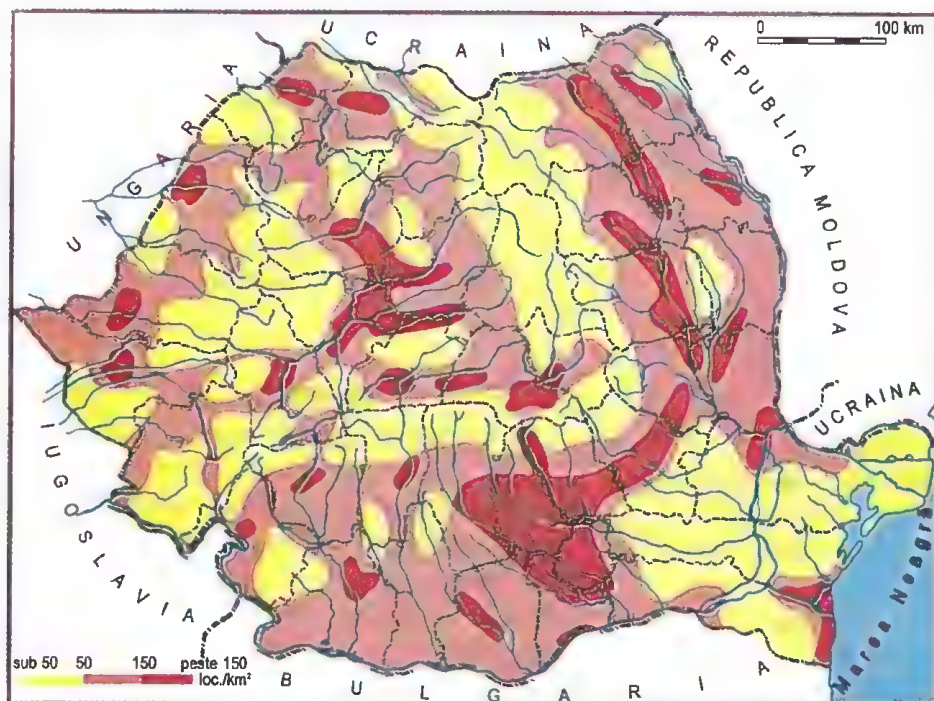 0 100 km
UCRAINA
REPUBLICA MOLDOVA
UNGARIA
UCRAINA
IUGOSLAVIA
Marea Neagră
BULGARIA
sub 50 50 150 peste 150
loc./km²